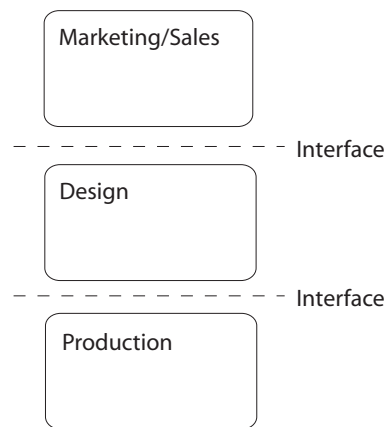 Marketing/Sales
Interface
Design
Interface
Production